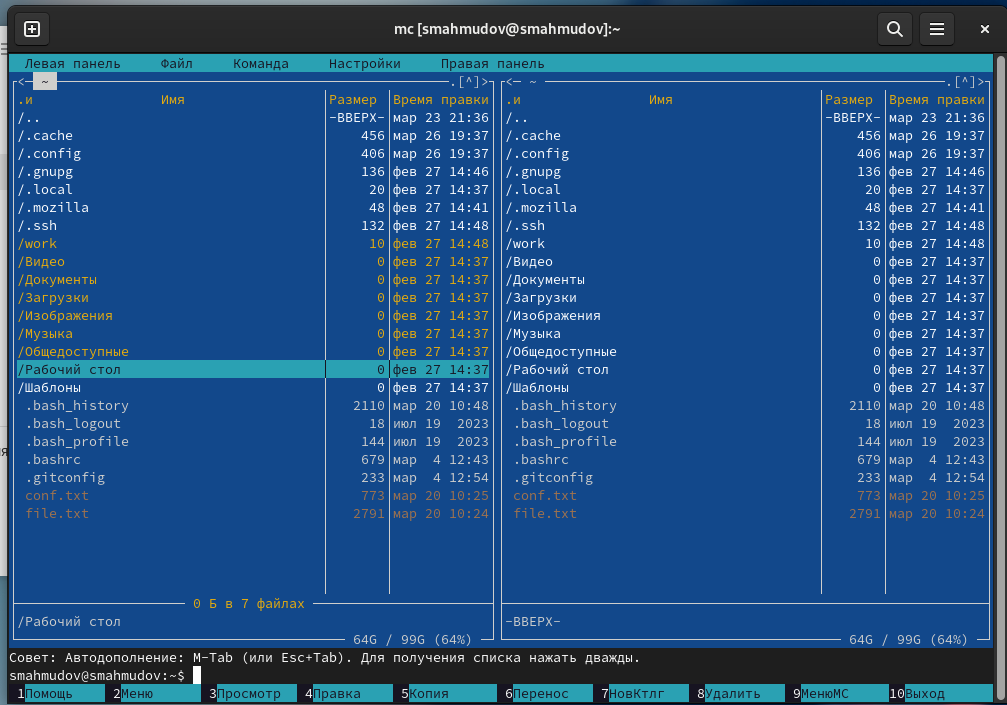 mc [smahmudov@smahmudov]:~
Левая панель Файл Команда Настройки Правая панель
<─ ~ .[^]> <─ ~ .[^]>
.и Имя Размер Время правки .и Имя Размер Время правки
/.. -ВВЕРХ- мар 23 21:36 /.. -ВВЕРХ- мар 23 21:36
/.cache 456 мар 26 19:37 /.cache 456 мар 26 19:37
/.config 406 мар 26 19:37 /.config 406 мар 26 19:37
/.gnupg 136 фев 27 14:46 /.gnupg 136 фев 27 14:46
/.local 20 фев 27 14:37 /.local 20 фев 27 14:37
/.mozilla 48 фев 27 14:41 /.mozilla 48 фев 27 14:41
/.ssh 132 фев 27 14:48 /.ssh 132 фев 27 14:48
/work 10 фев 27 14:48 /work 10 фев 27 14:48
/Видео 0 фев 27 14:37 /Видео 0 фев 27 14:37
/Документы 0 фев 27 14:37 /Документы 0 фев 27 14:37
/Загрузки 0 фев 27 14:37 /Загрузки 0 фев 27 14:37
/Изображения 0 фев 27 14:37 /Изображения 0 фев 27 14:37
/Музыка 0 фев 27 14:37 /Музыка 0 фев 27 14:37
/Общедоступные 0 фев 27 14:37 /Общедоступные 0 фев 27 14:37
/Рабочий стол 0 фев 27 14:37 /Рабочий стол 0 фев 27 14:37
/Шаблоны 0 фев 27 14:37 /Шаблоны 0 фев 27 14:37
.bash_history 2110 мар 20 10:48 .bash_history 2110 мар 20 10:48
.bash_logout 18 июл 19 2023 .bash_logout 18 июл 19 2023
.bash_profile 144 июл 19 2023 .bash_profile 144 июл 19 2023
.bashrc 679 мар 4 12:43 .bashrc 679 мар 4 12:43
.gitconfig 233 мар 4 12:54 .gitconfig 233 мар 4 12:54
conf.txt 773 мар 20 10:25 conf.txt 773 мар 20 10:25
file.txt 2791 мар 20 10:24 file.txt 2791 мар 20 10:24
0 Б в 7 файлах
/Рабочий стол -ВВЕРХ-
64G / 99G (64%) 64G / 99G (64%)
Совет: Автодополнение: M-Tab (или Esc+Tab). Для получения списка нажать дважды.
smahmudov@smahmudov:~$
1Помощь 2Меню 3Просмотр 4Правка 5Копия 6Перенос 7НовКтлг 8Удалить 9МенюMC 10Выход